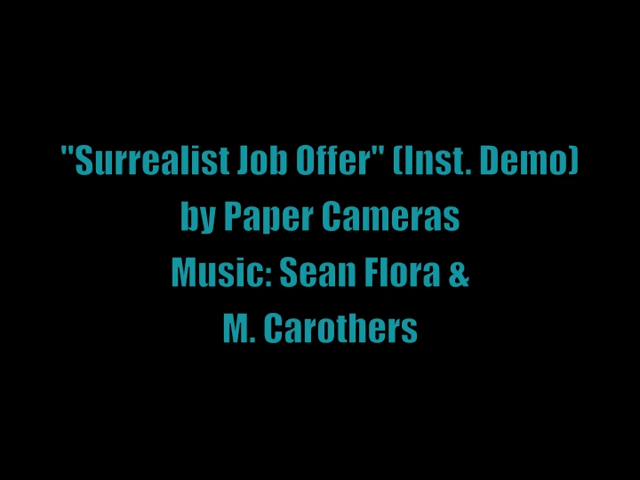 "Surrealist Job Offer" (Inst. Demo)
by Paper Cameras
Music: Sean Flora &
M. Carothers